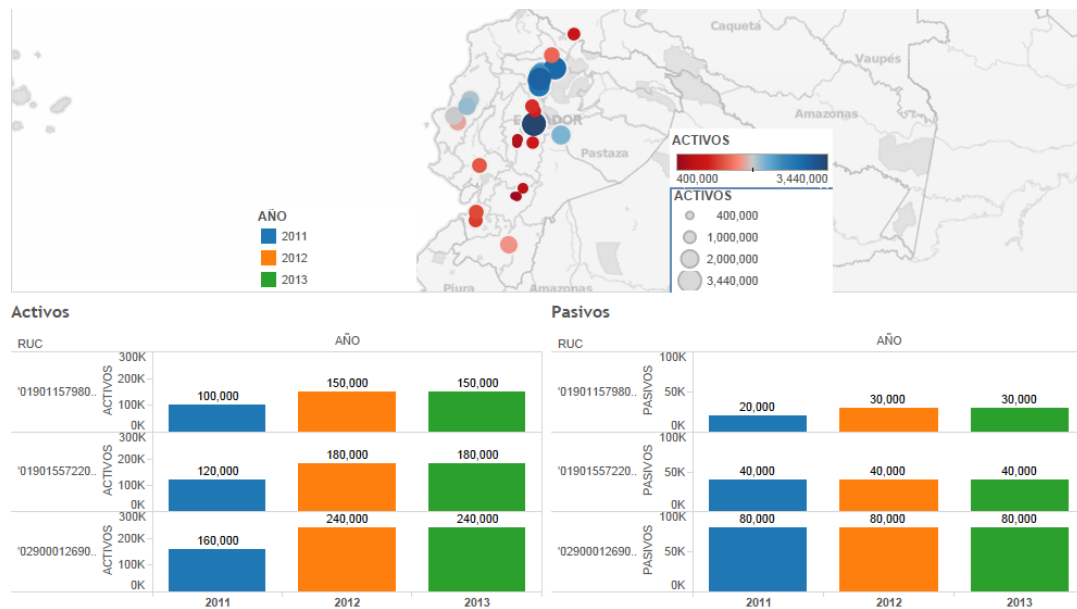 Caquetá
Vaupés
Amazonas
Pastaza
Piura
Amazonas
ACTIVOS
400,000 3,440,000
ACTIVOS
400,000
1,000,000
2,000,000
3,440,000
AÑO
2011
2012
2013
Activos
RUC AÑO
'01901157980..
ACTIVOS
300K
200K
100K
0K
100,000 150,000 150,000
'01901557220..
ACTIVOS
300K
200K
100K
0K
120,000 180,000 180,000
'02900012690..
ACTIVOS
300K
200K
100K
0K
160,000 240,000 240,000
2011 2012 2013
Pasivos
RUC AÑO
'01901157980..
PASIVOS
100K
50K
0K
20,000 30,000 30,000
'01901557220..
PASIVOS
100K
50K
0K
40,000 40,000 40,000
'02900012690..
PASIVOS
100K
50K
0K
80,000 80,000 80,000
2011 2012 2013